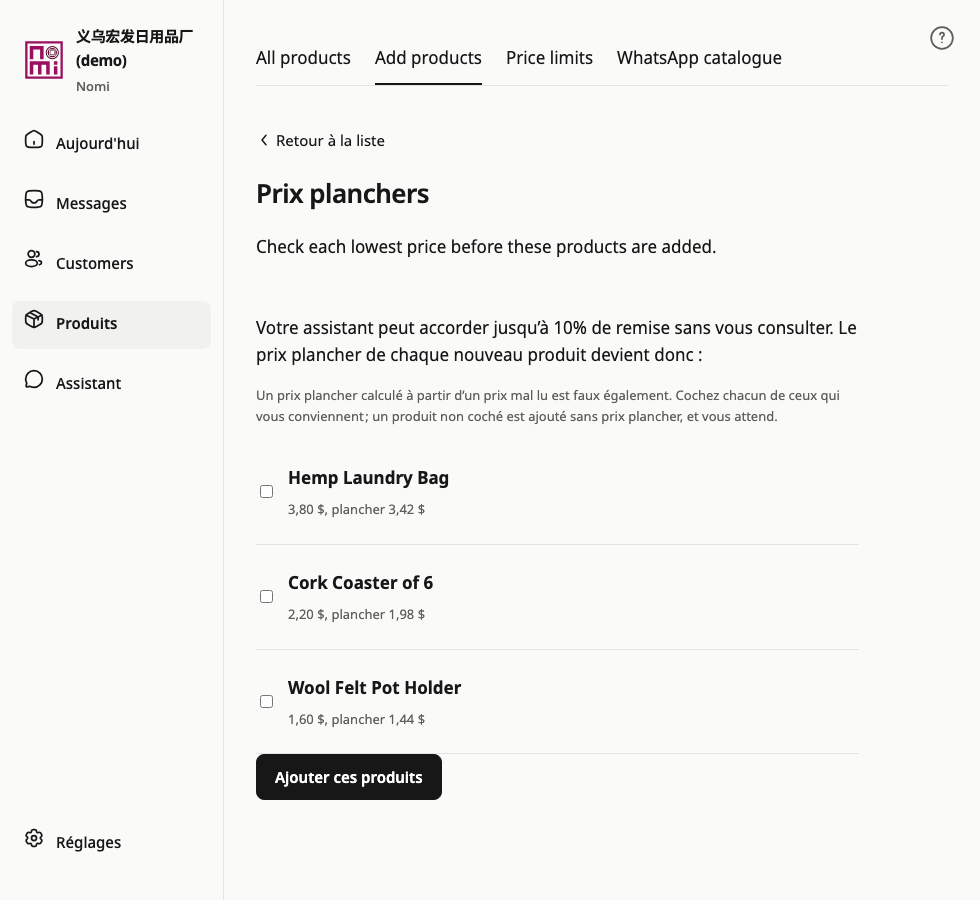 义乌宏发日用品厂
(demo)
Nomi
Aujourd'hui
Messages
Customers
Produits
Assistant
Réglages
All products
Add products
Price limits
WhatsApp catalogue
Retour à la liste
Prix planchers
Check each lowest price before these products are added.
Votre assistant peut accorder jusqu’à 10% de remise sans vous consulter. Le
prix plancher de chaque nouveau produit devient donc :
Un prix plancher calculé à partir d’un prix mal lu est faux également. Cochez chacun de ceux qui
vous conviennent ; un produit non coché est ajouté sans prix plancher, et vous attend.
Hemp Laundry Bag
3,80 $, plancher 3,42 $
Cork Coaster of 6
2,20 $, plancher 1,98 $
Wool Felt Pot Holder
1,60 $, plancher 1,44 $
Ajouter ces produits